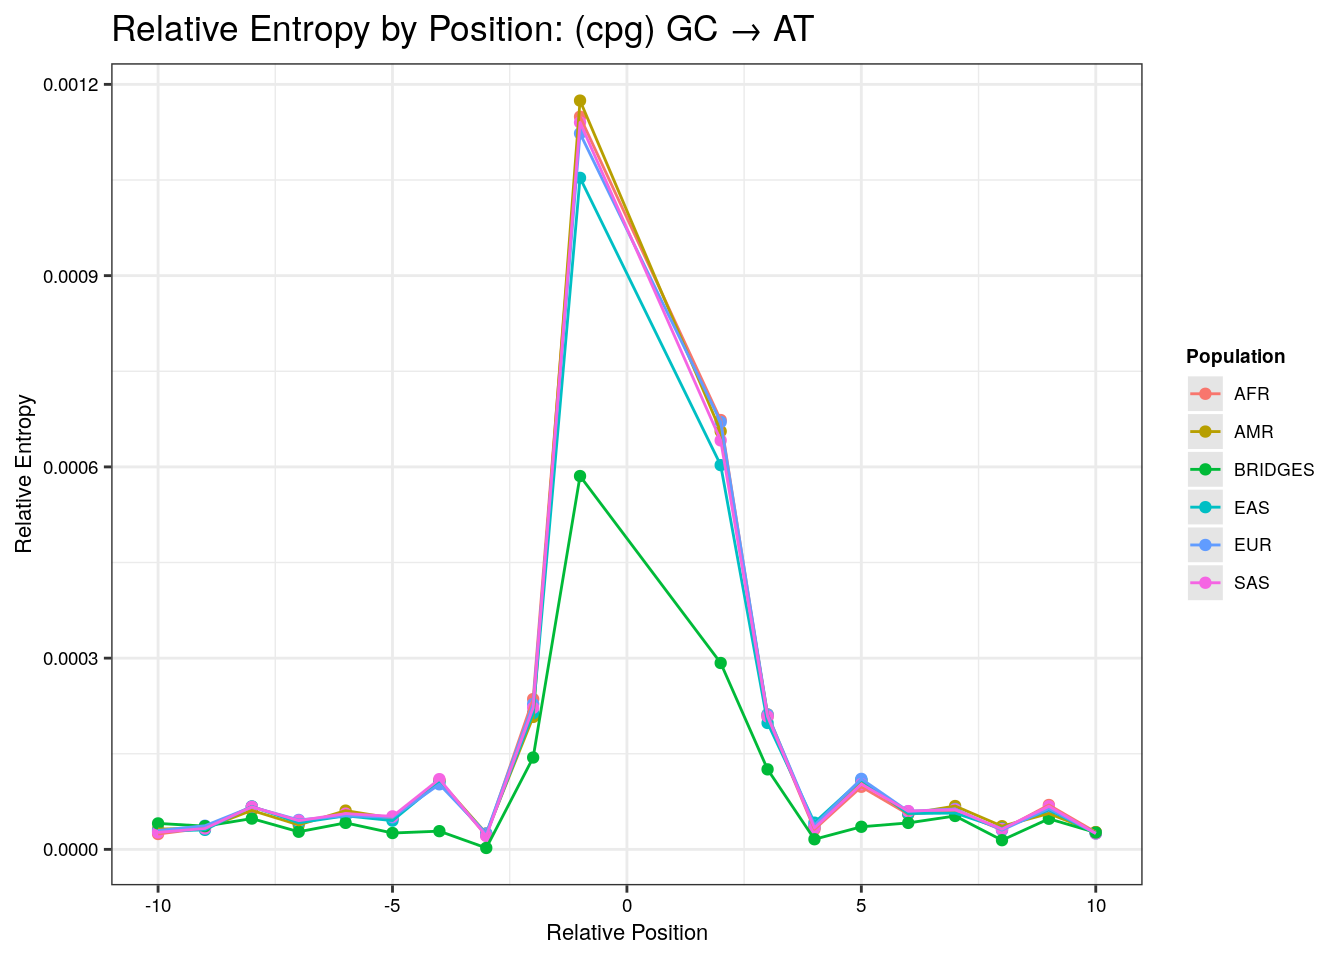 Relative Entropy by Position: (cpg) GC → AT
0.0012
0.0009
0.0006
0.0003
0.0000
Relative Entropy
-10
-5
0
5
10
Relative Position
Population
AFR
AMR
BRIDGES
EAS
EUR
SAS